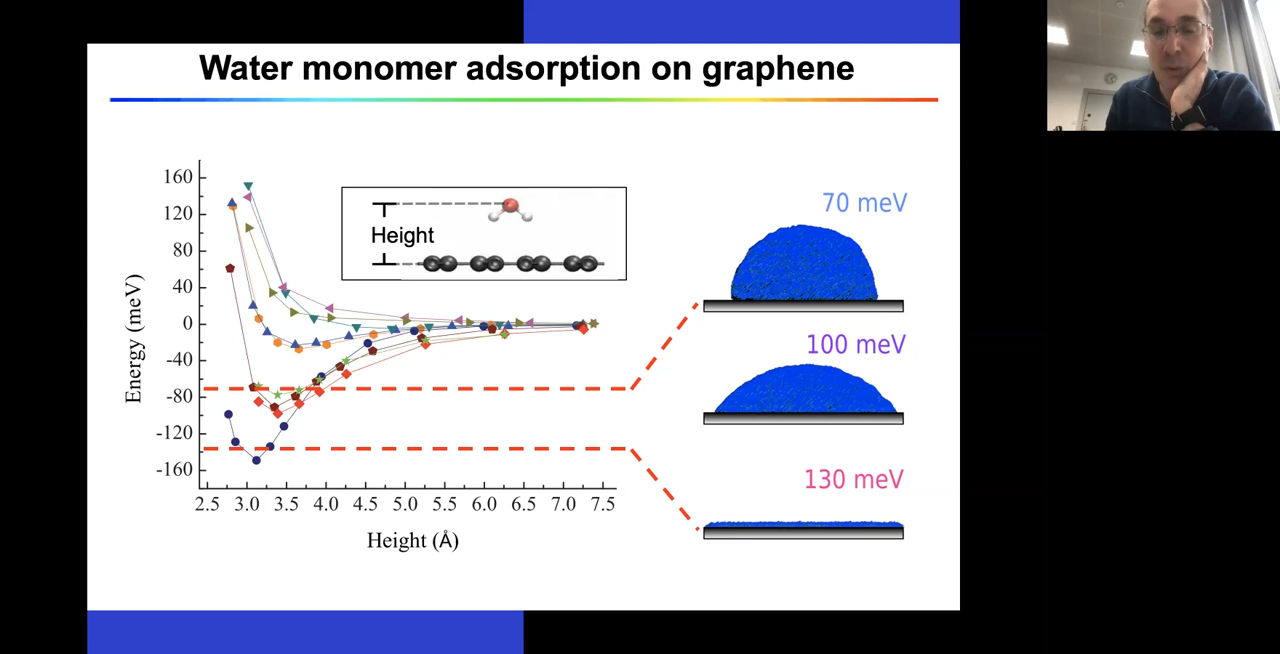 Water monomer adsorption on graphene
160
120
80
40
0
-40
-80
-120
-160
Energy (meV)
2.5 3.0 3.5 4.0 4.5 5.0 5.5 6.0 6.5 7.0 7.5
Height (Å)
Height
70 meV
100 meV
130 meV